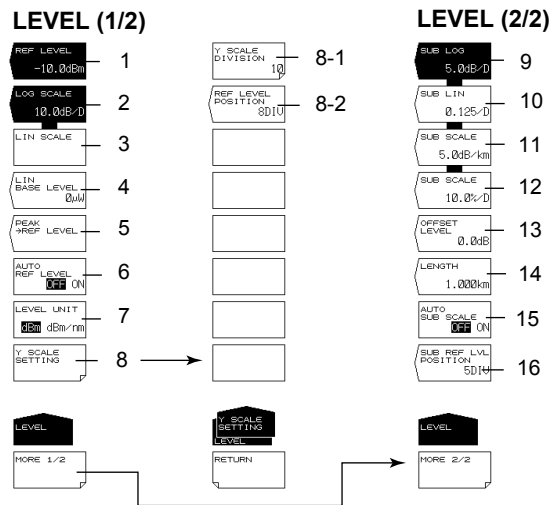 LEVEL (1/2)
REF LEVEL
-10.0dBm
1
LOG SCALE
10.0dB/D
2
LIN SCALE
3
LIN
BASE LEVEL
0μW
4
PEAK
→REF LEVEL
5
AUTO
REF LEVEL
OFF ON
6
LEVEL UNIT
dBm dBm/nm
7
Y SCALE
SETTING
8
LEVEL
MORE 1/2
Y SCALE
DIVISION
10
8-1
REF LEVEL
POSITION
8DIV
8-2
Y SCALE
SETTING
LEVEL
RETURN
LEVEL (2/2)
SUB LOG
5.0dB/D
9
SUB LIN
0.125/D
10
SUB SCALE
5.0dB/km
11
SUB SCALE
10.0%/D
12
OFFSET
LEVEL
0.0dB
13
LENGTH
1.000km
14
AUTO
SUB SCALE
OFF ON
15
SUB REF LVL
POSITION
5DIV
16
LEVEL
MORE 2/2